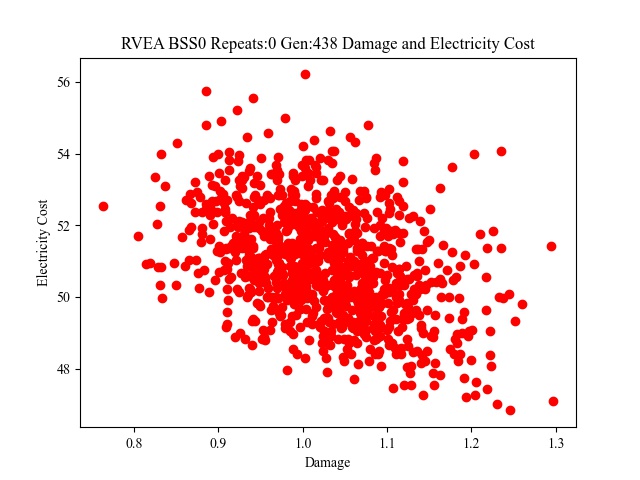 RVEA BSS0 Repeats:0 Gen:438 Damage and Electricity Cost
56
54
52
50
48
Electricity Cost
0.8 0.9 1.0 1.1 1.2 1.3
Damage